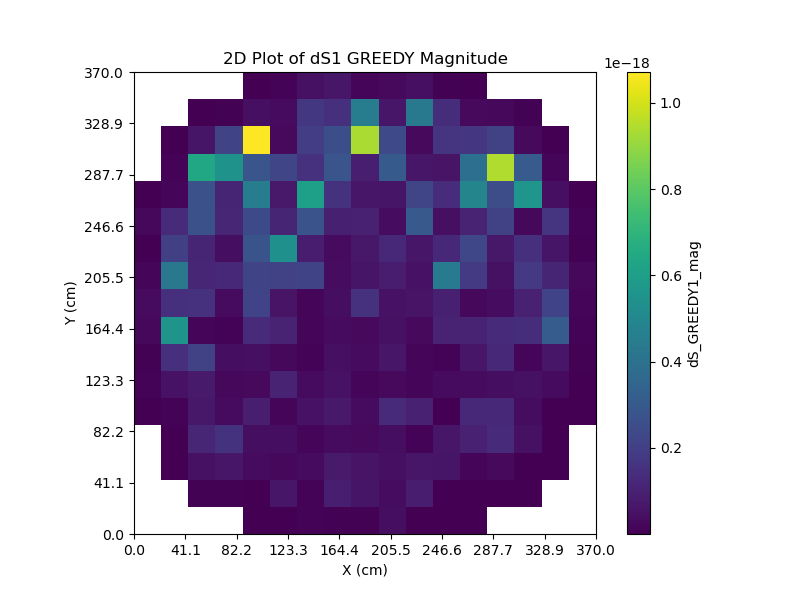 2D Plot of dS1 GREEDY Magnitude
1e−18
370.0
328.9
287.7
246.6
205.5
164.4
123.3
82.2
41.1
0.0
Y (cm)
0.0 41.1 82.2 123.3 164.4 205.5 246.6 287.7 328.9 370.0
X (cm)
1.0
0.8
0.6
0.4
0.2
dS_GREEDY1_mag